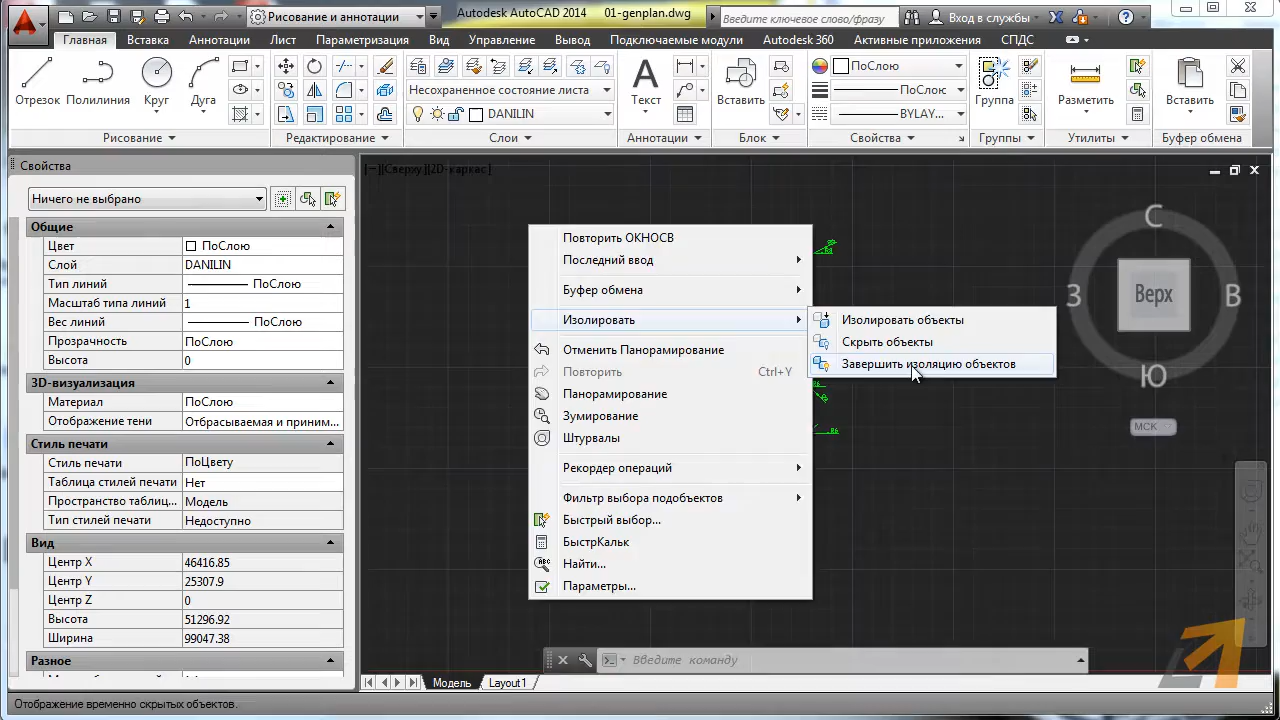 Рисование и аннотации
Autodesk AutoCAD 2014 01-genplan.dwg
Введите ключевое слово/фразу
Вход в службы
Главная
Вставка
Аннотации
Лист
Параметризация
Вид
Управление
Вывод
Подключаемые модули
Autodesk 360
Активные приложения
СПДС
Отрезок
Полилиния
Круг
Дуга
Несохраненное состояние листа
DANILIN
Текст
Вставить
ПоСлою
ПоСлою
BYLAY...
Группа
Разметить
Вставить
Рисование
Редактирование
Слои
Аннотации
Блок
Свойства
Группы
Утилиты
Буфер обмена
Свойства
Ничего не выбрано
Общие
Цвет ПоСлою
Слой DANILIN
Тип линий ПоСлою
Масштаб типа линий 1
Вес линий ПоСлою
Прозрачность ПоСлою
Высота 0
3D-визуализация
Материал ПоСлою
Отображение тени Отбрасываемая и приним...
Стиль печати
Стиль печати ПоЦвету
Таблица стилей печати Нет
Пространство таблиц... Модель
Тип стилей печати Недоступно
Вид
Центр X 46416.85
Центр Y 25307.9
Центр Z 0
Высота 51296.92
Ширина 99047.38
Разное
[−][Сверху][2D-каркас]
Повторить ОКНОСВ
Последний ввод
Буфер обмена
Изолировать
Отменить Панорамирование
Повторить Ctrl+Y
Панорамирование
Зумирование
Штурвалы
Рекордер операций
Фильтр выбора подобъектов
Быстрый выбор...
БыстрКальк
Найти...
Параметры...
Изолировать объекты
Скрыть объекты
Завершить изоляцию объектов
С
З
Верх
В
Ю
МСК
Введите команду
Модель
Layout1
Отображение временно скрытых объектов.